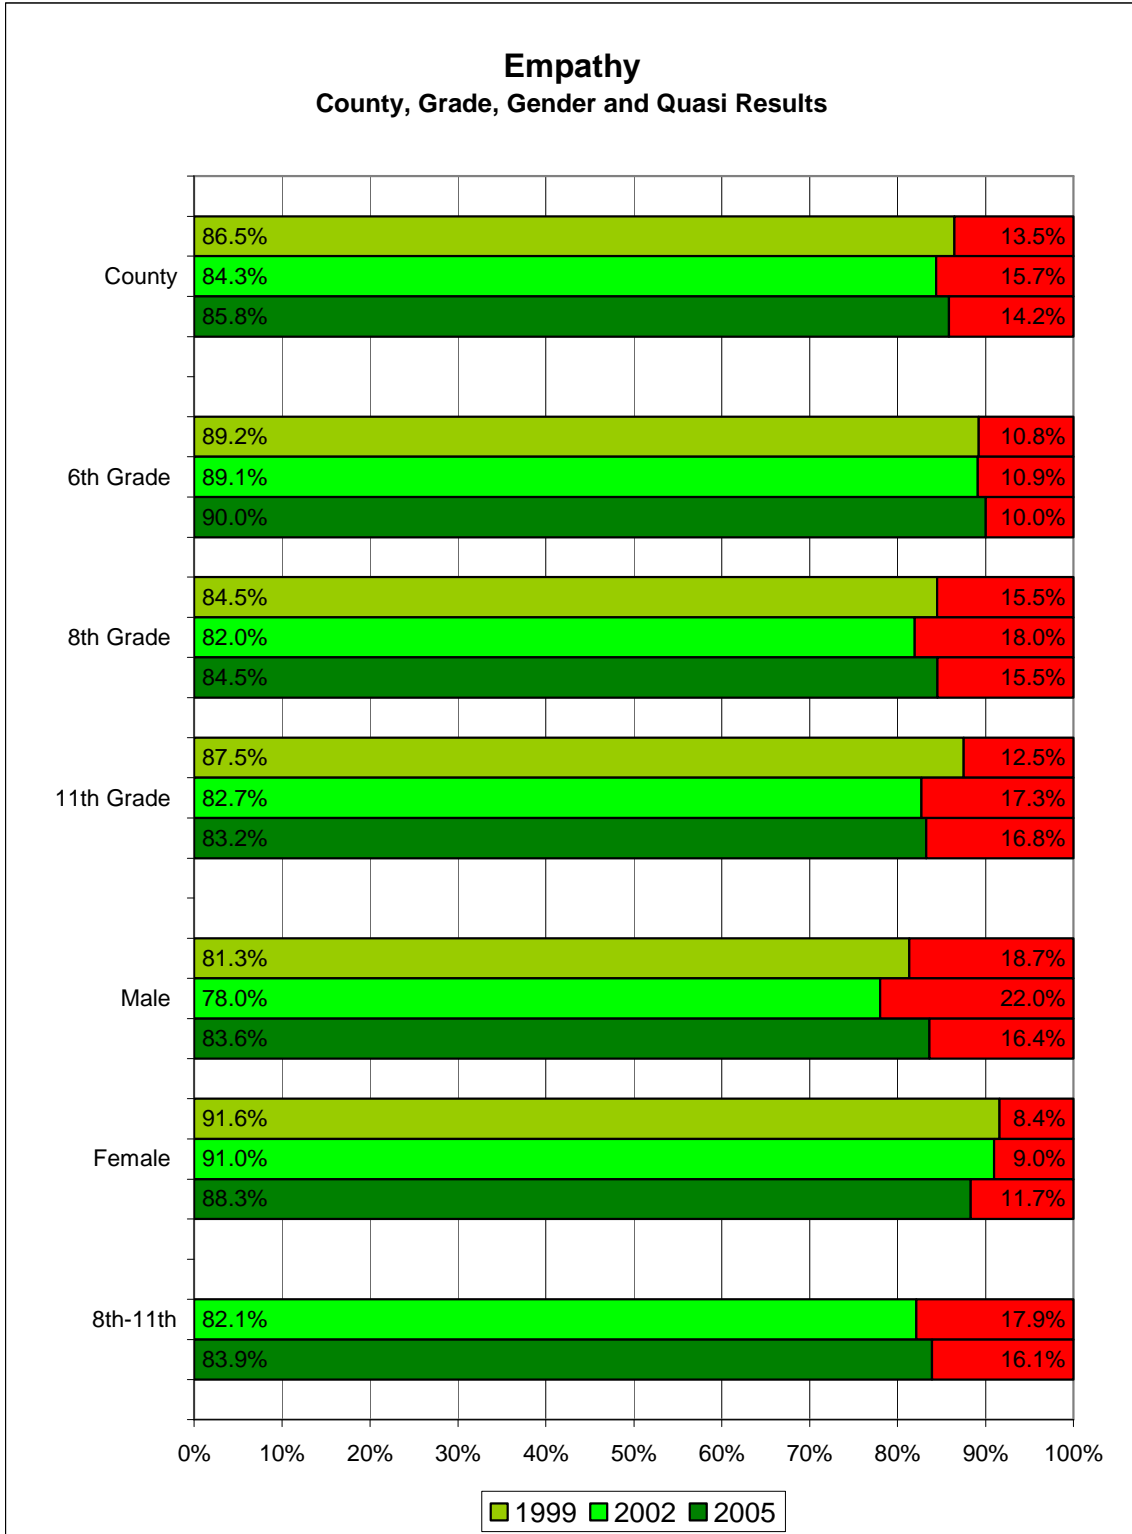 Empathy
County, Grade, Gender and Quasi Results
86.5% 13.5%
County 84.3% 15.7%
85.8% 14.2%
89.2% 10.8%
6th Grade 89.1% 10.9%
90.0% 10.0%
84.5% 15.5%
8th Grade 82.0% 18.0%
84.5% 15.5%
87.5% 12.5%
11th Grade 82.7% 17.3%
83.2% 16.8%
81.3% 18.7%
Male 78.0% 22.0%
83.6% 16.4%
91.6% 8.4%
Female 91.0% 9.0%
88.3% 11.7%
8th-11th 82.1% 17.9%
83.9% 16.1%
0% 10% 20% 30% 40% 50% 60% 70% 80% 90% 100%
1999 2002 2005